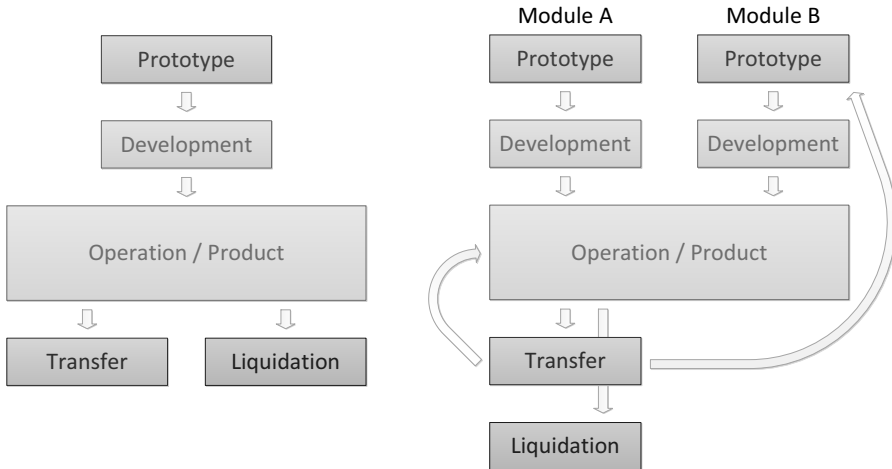 Prototype
Development
Operation / Product
Transfer
Liquidation
Module A
Module B
Prototype
Prototype
Development
Development
Operation / Product
Transfer
Liquidation